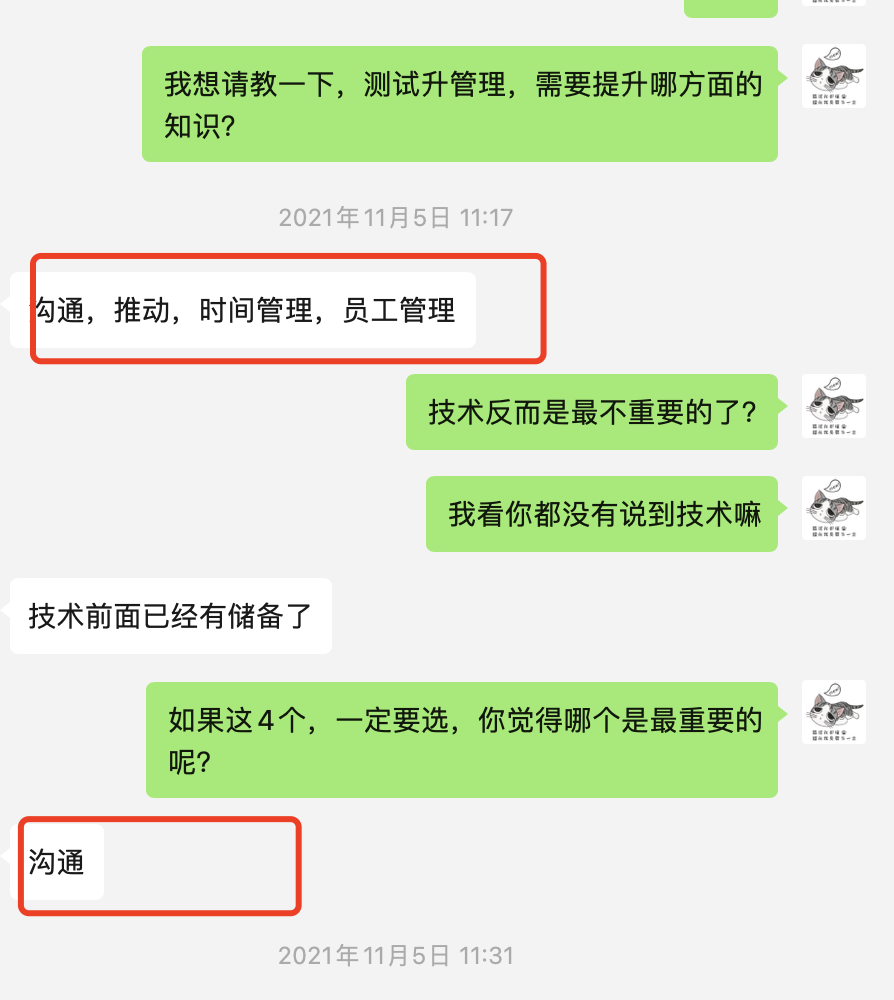 我想请教一下，测试升管理，需要提升哪方面的
知识？
2021年11月5日 11:17
沟通，推动，时间管理，员工管理
技术反而是最不重要的了？
我看你都没有说到技术嘛
技术前面已经有储备了
如果这4个，一定要选，你觉得哪个是最重要的
呢？
沟通
2021年11月5日 11:31